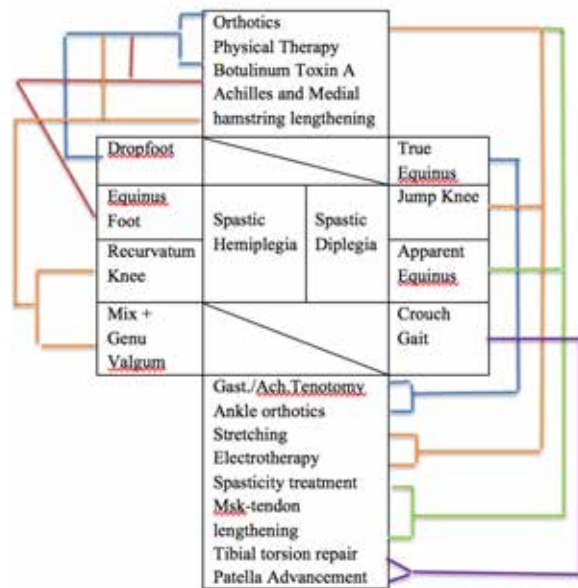 Orthotics
Physical Therapy
Botulinum Toxin A
Achilles and Medial
hamstring lengthening
Dropfoot
Equinus
Foot
Recurvatum
Knee
Mix +
Genu
Valgum
Spastic
Hemiplegia
Spastic
Diplegia
True
Equinus
Jump Knee
Apparent
Equinus
Crouch
Gait
Gast./Ach.Tenotomy
Ankle orthotics
Stretching
Electrotherapy
Spasticity treatment
Msk-tendon
lengthening
Tibial torsion repair
Patella Advancement